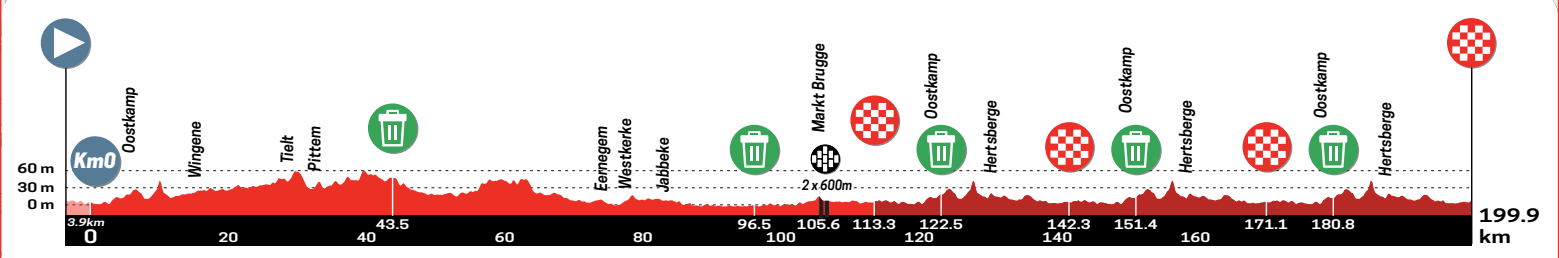 Km0
Oostkamp
Wingene
Tielt
Pittem
Eernegem
Westkerke
Jabbeke
Markt Brugge
2 x 600m
Oostkamp
Hertsberge
Oostkamp
Hertsberge
Oostkamp
Hertsberge
60 m
30 m
0 m
3.9km
43.5 96.5 105.6 113.3 122.5 142.3 151.4 171.1 180.8
0 20 40 60 80 100 120 140 160
199.9
km